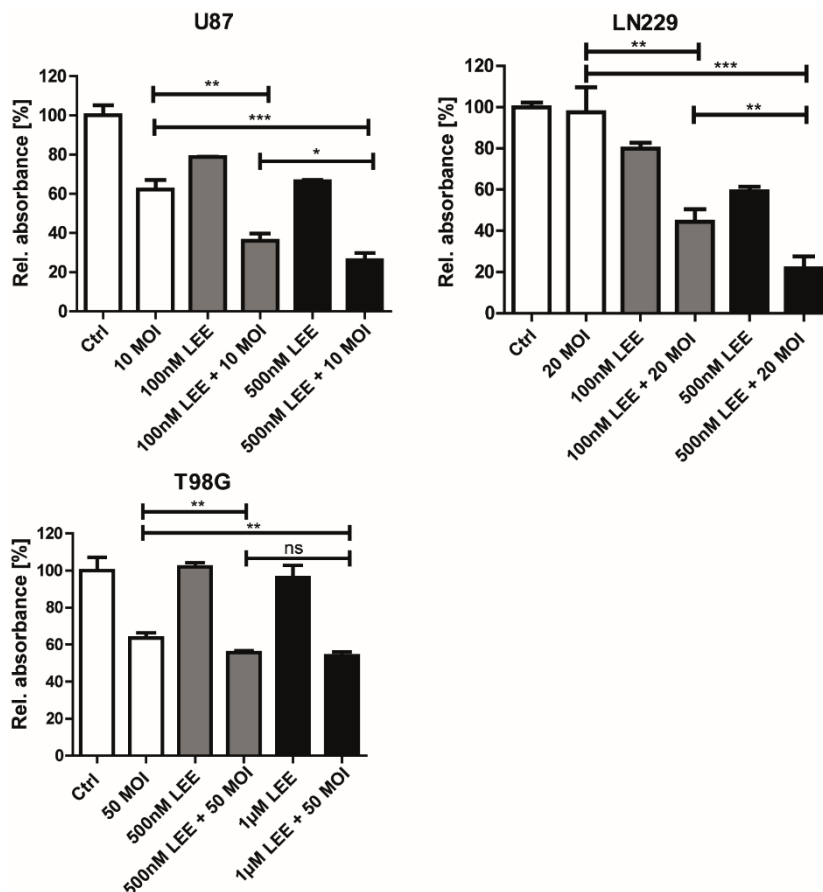 U87
Rel. absorbance [%]
120
100
80
60
40
20
0
**
***
*
Ctrl
10 MOI
100nM LEE
100nM LEE + 10 MOI
500nM LEE
500nM LEE + 10 MOI
LN229
Rel. absorbance [%]
120
100
80
60
40
20
0
**
***
**
Ctrl
20 MOI
100nM LEE
100nM LEE + 20 MOI
500nM LEE
500nM LEE + 20 MOI
T98G
Rel. absorbance [%]
120
100
80
60
40
20
0
**
**
ns
Ctrl
50 MOI
500nM LEE
500nM LEE + 50 MOI
1µM LEE
1µM LEE + 50 MOI